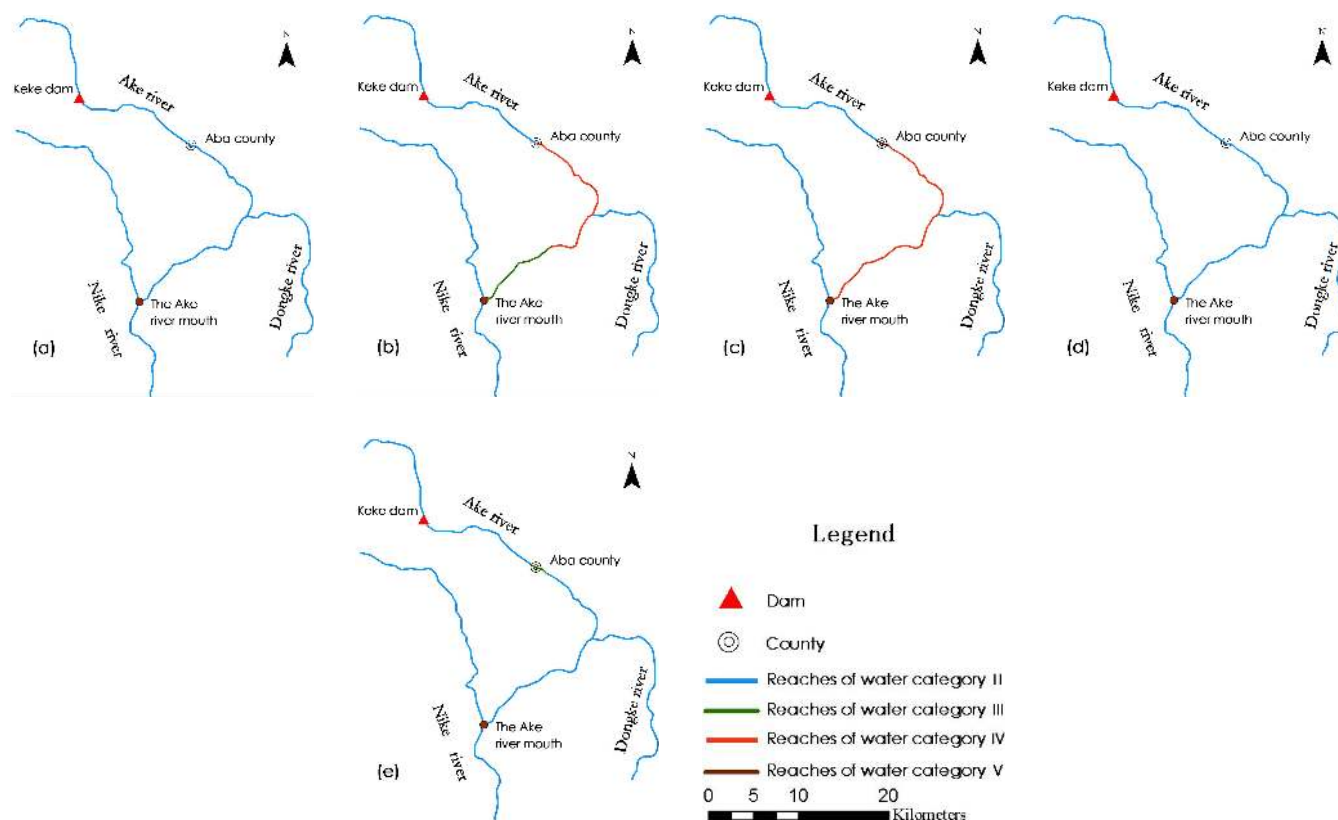 N
Keke dam
Ake river
Aba county
Nike river
The Ake
river mouth
Dongke river
(a)
N
Keke dam
Ake river
Aba county
Nike river
The Ake
river mouth
Dongke river
(b)
N
Keke dam
Ake river
Aba county
Nike river
The Ake
river mouth
Dongke river
(c)
N
Keke dam
Ake river
Aba county
Nike river
The Ake
river mouth
(d)
N
Keke dam
Ake river
Aba county
Nike river
The Ake
river mouth
Dongke river
(e)
Legend
Dam
County
Reaches of water category II
Reaches of water category III
Reaches of water category IV
Reaches of water category V
0 5 10 20
Kilometers